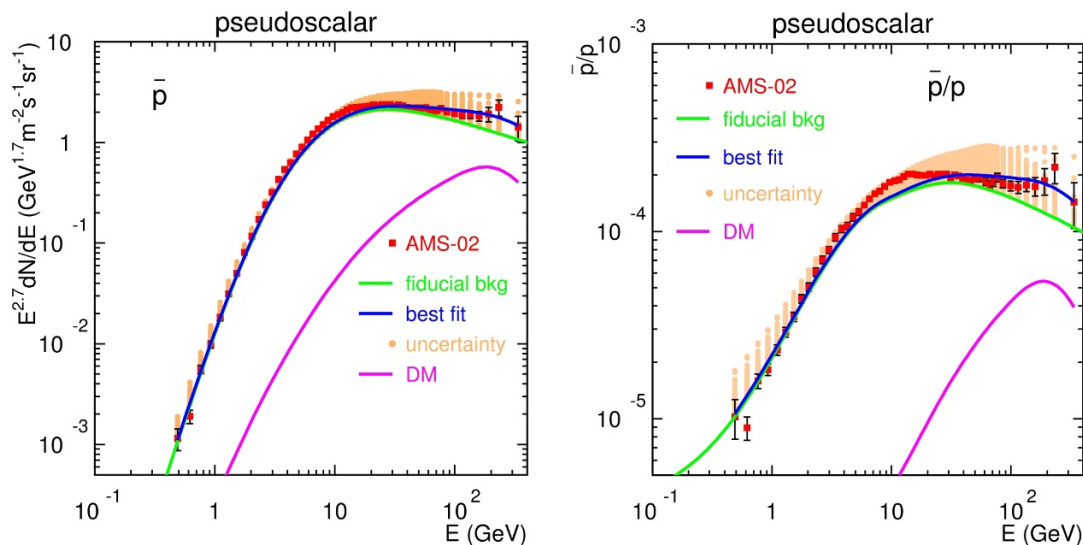 pseudoscalar
E^2.7 dN/dE (GeV^1.7 m^-2 s^-1 sr^-1)
10
1
10^-1
10^-2
10^-3
p̄
AMS-02
fiducial bkg
best fit
uncertainty
DM
10^-1
1
10
10^2
E (GeV)
pseudoscalar
p̄/p
10^-3
10^-4
10^-5
p̄/p
AMS-02
fiducial bkg
best fit
uncertainty
DM
10^-1
1
10
10^2
E (GeV)